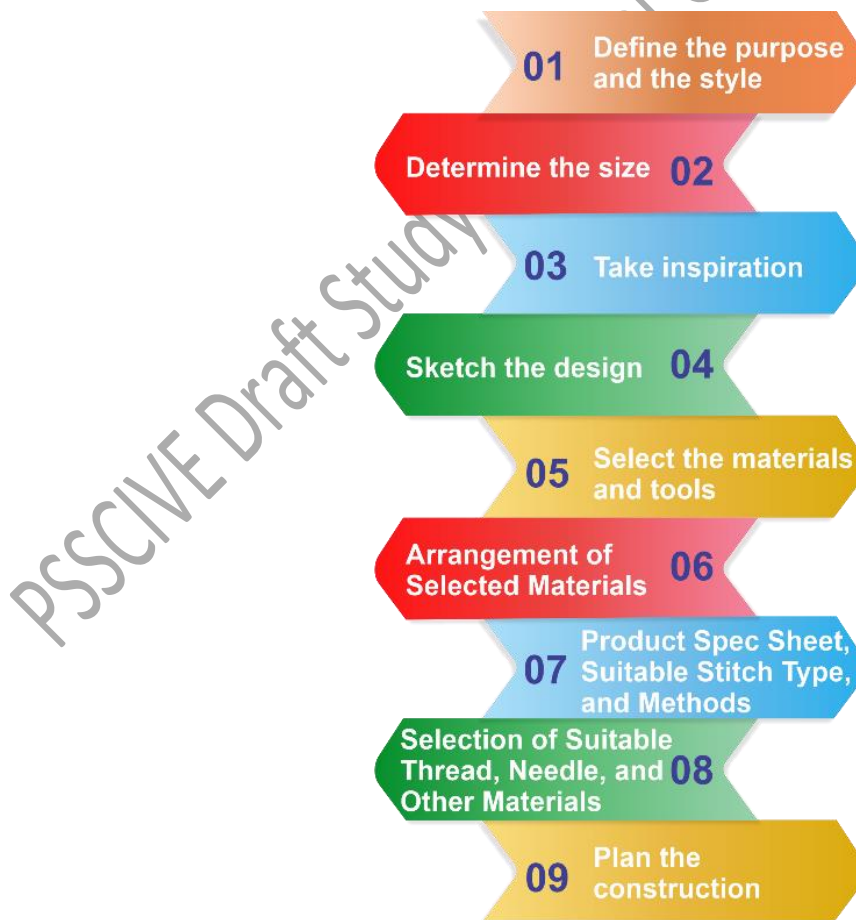 01 Define the purpose
and the style
Determine the size 02
03 Take inspiration
Sketch the design 04
05 Select the materials
and tools
Arrangement of
Selected Materials 06
Product Spec Sheet,
07 Suitable Stitch Type,
and Methods
Selection of Suitable
Thread, Needle, and 08
Other Materials
09 Plan the
construction
PSSCIVE Draft Study